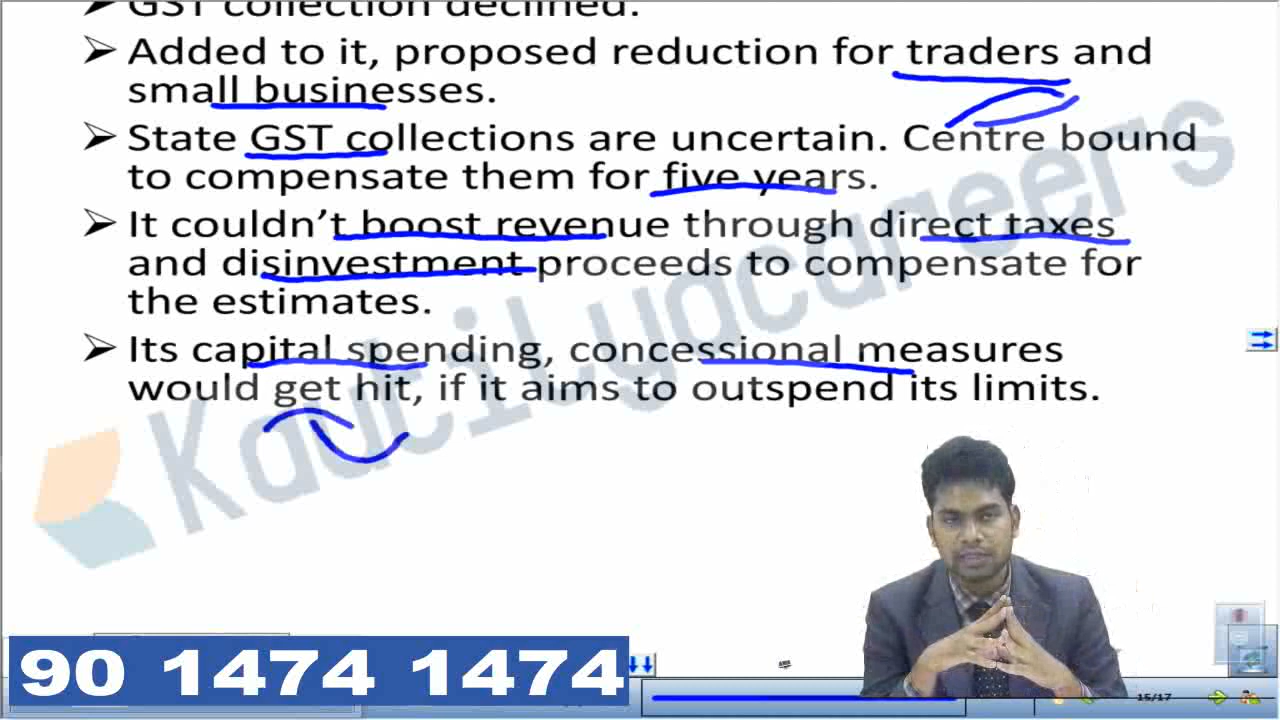 GST collection declined.
➢ Added to it, proposed reduction for traders and
small businesses.
➢ State GST collections are uncertain. Centre bound
to compensate them for five years.
➢ It couldn't boost revenue through direct taxes
and disinvestment proceeds to compensate for
the estimates.
➢ Its capital spending, concessional measures
would get hit, if it aims to outspend its limits.
Kautilyacareers
90 1474 1474
15/17